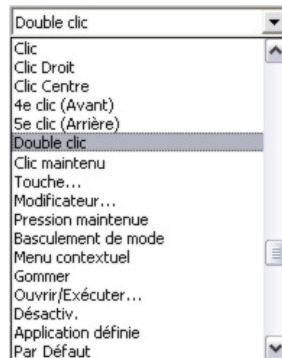 Double clic
Clic
Clic Droit
Clic Centre
4e clic (Avant)
5e clic (Arrière)
Double clic
Clic maintenu
Touche...
Modificateur...
Pression maintenue
Basculement de mode
Menu contextuel
Gommer
Ouvrir/Exécuter...
Désactiv.
Application définie
Par Défaut